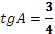 tgA = 3/4